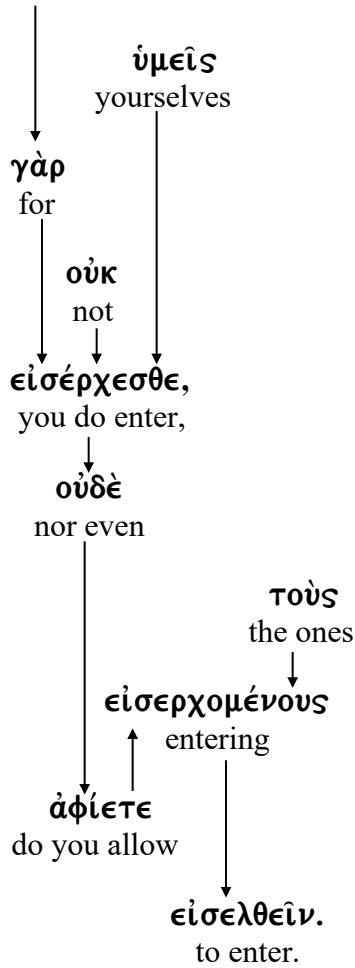 ὑμεῖς
yourselves
γὰρ
for
οὐκ
not
εἰσέρχεσθε,
you do enter,
οὐδὲ
nor even
τοὺς
the ones
εἰσερχομένους
entering
ἀφίετε
do you allow
εἰσελθεῖν.
to enter.